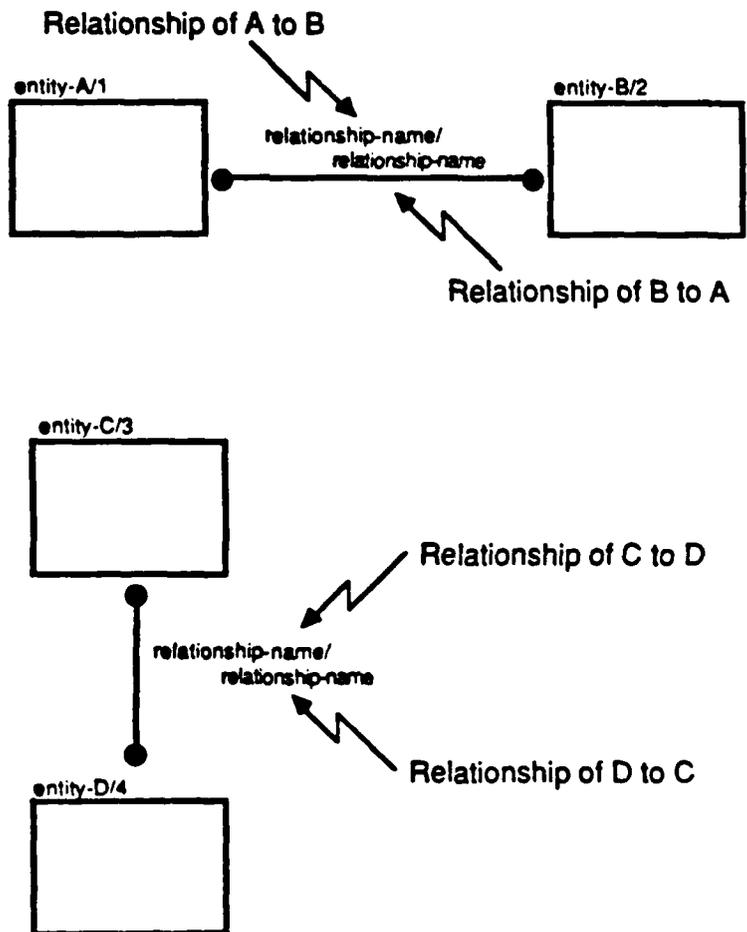 Relationship of A to B
entity-A/1
entity-B/2
relationship-name/
relationship-name
Relationship of B to A
entity-C/3
Relationship of C to D
relationship-name/
relationship-name
Relationship of D to C
entity-D/4